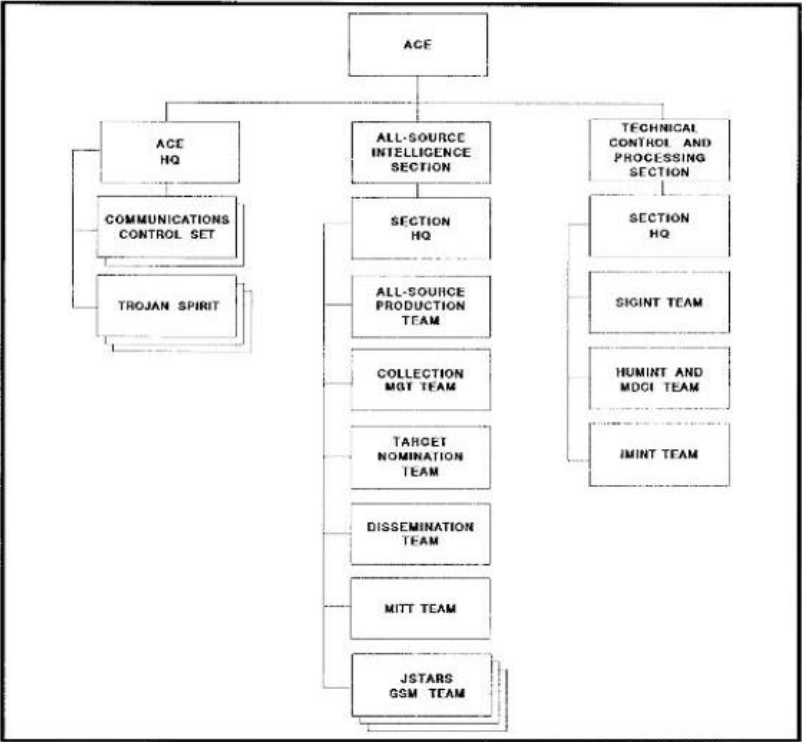 ACE
ACE
HQ
COMMUNICATIONS
CONTROL SET
TROJAN SPIRIT
ALL-SOURCE
INTELLIGENCE
SECTION
SECTION
HQ
ALL-SOURCE
PRODUCTION
TEAM
COLLECTION
MGT TEAM
TARGET
NOMINATION
TEAM
DISSEMINATION
TEAM
MITT TEAM
JSTARS
GSM TEAM
TECHNICAL
CONTROL AND
PROCESSING
SECTION
SECTION
HQ
SIGINT TEAM
HUMINT AND
MDCI TEAM
IMINT TEAM